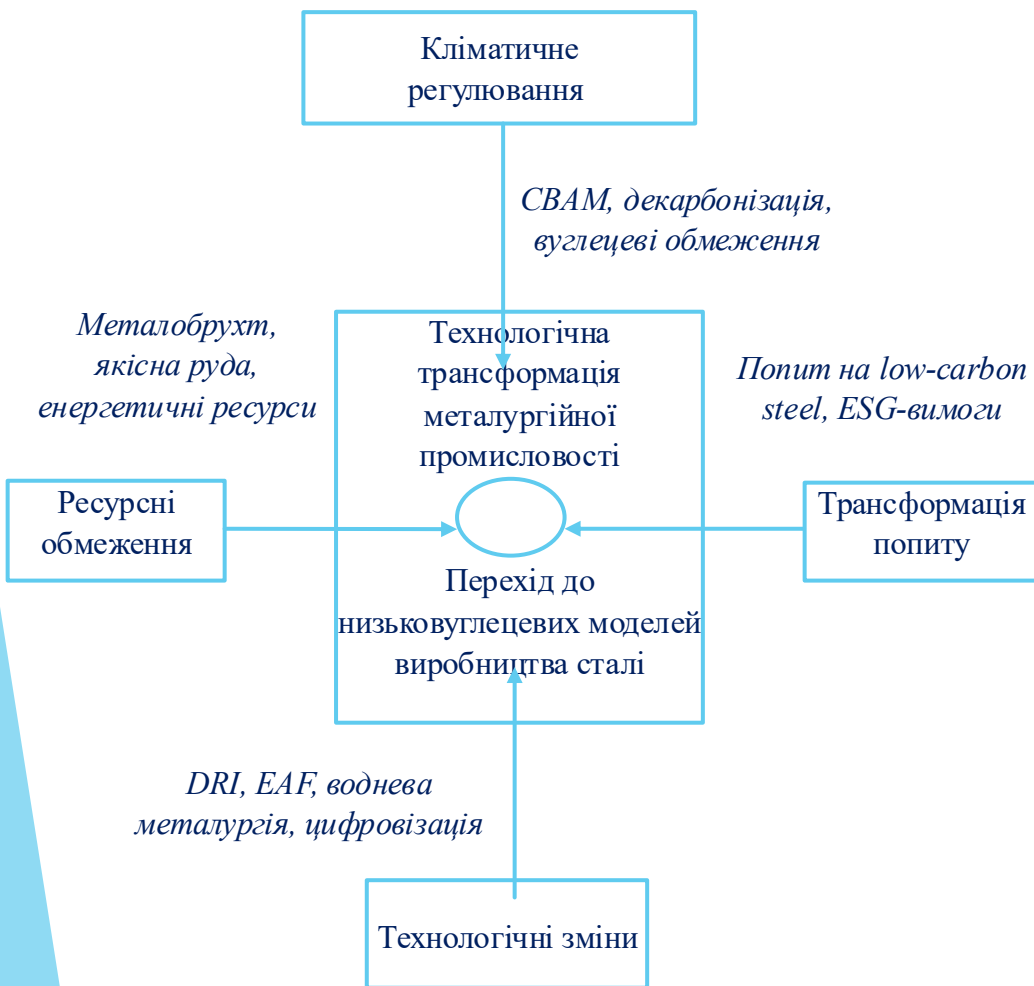 Кліматичне
регулювання
CBAM, декарбонізація,
вуглецеві обмеження
Металобрухт,
якісна руда,
енергетичні ресурси
Технологічна
трансформація
металургійної
промисловості
Попит на low-carbon
steel, ESG-вимоги
Ресурсні
обмеження
Трансформація
попиту
Перехід до
низьковуглецевих моделей
виробництва сталі
DRI, EAF, воднева
металургія, цифровізація
Технологічні зміни